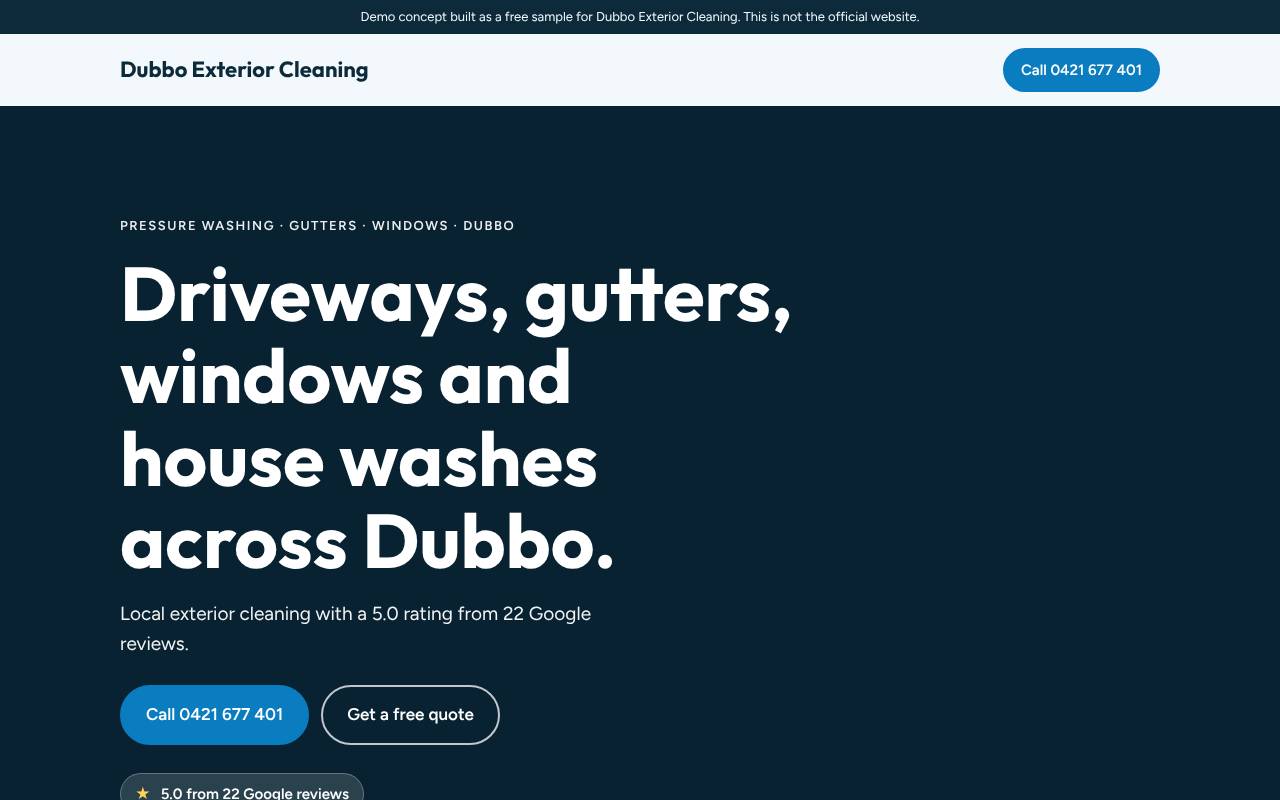 Demo concept built as a free sample for Dubbo Exterior Cleaning. This is not the official website.
Dubbo Exterior Cleaning
Call 0421 677 401
PRESSURE WASHING · GUTTERS · WINDOWS · DUBBO
Driveways, gutters,
windows and
house washes
across Dubbo.
Local exterior cleaning with a 5.0 rating from 22 Google
reviews.
Call 0421 677 401
Get a free quote
★ 5.0 from 22 Google reviews